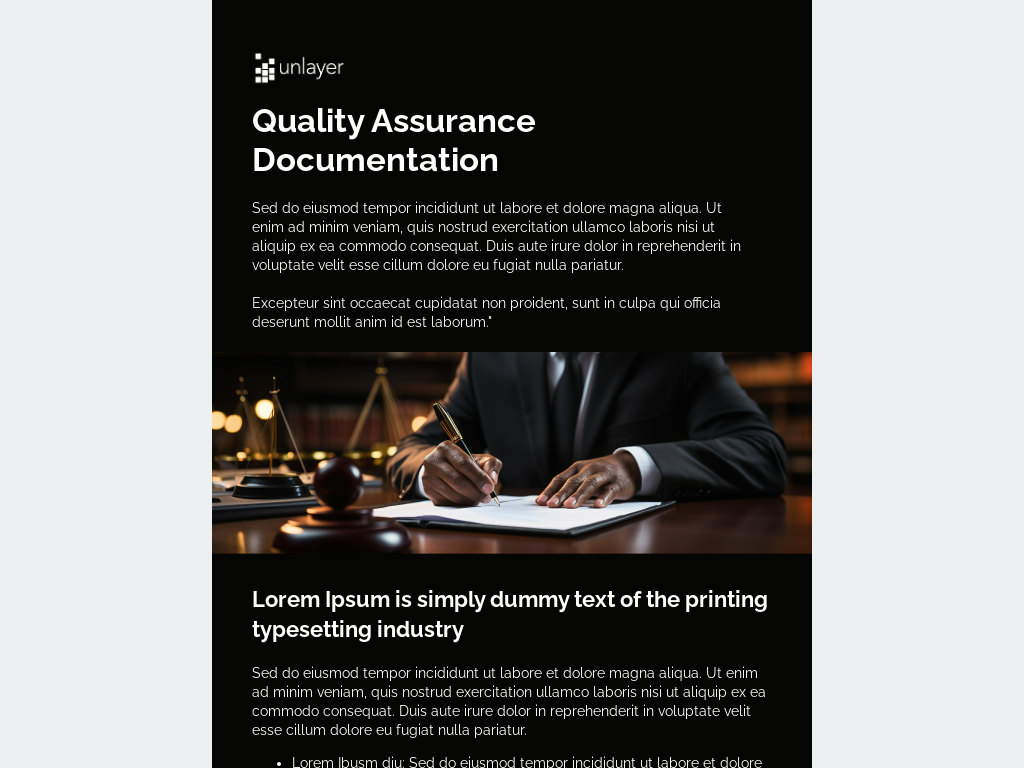 unlayer
Quality Assurance
Documentation
Sed do eiusmod tempor incididunt ut labore et dolore magna aliqua. Ut
enim ad minim veniam, quis nostrud exercitation ullamco laboris nisi ut
aliquip ex ea commodo consequat. Duis aute irure dolor in reprehenderit in
voluptate velit esse cillum dolore eu fugiat nulla pariatur.
Excepteur sint occaecat cupidatat non proident, sunt in culpa qui officia
deserunt mollit anim id est laborum."
Lorem Ipsum is simply dummy text of the printing
typesetting industry
Sed do eiusmod tempor incididunt ut labore et dolore magna aliqua. Ut enim
ad minim veniam, quis nostrud exercitation ullamco laboris nisi ut aliquip ex ea
commodo consequat. Duis aute irure dolor in reprehenderit in voluptate velit
esse cillum dolore eu fugiat nulla pariatur.
• Lorem Ibusm diu: Sed do eiusmod tempor incididunt ut labore et dolore